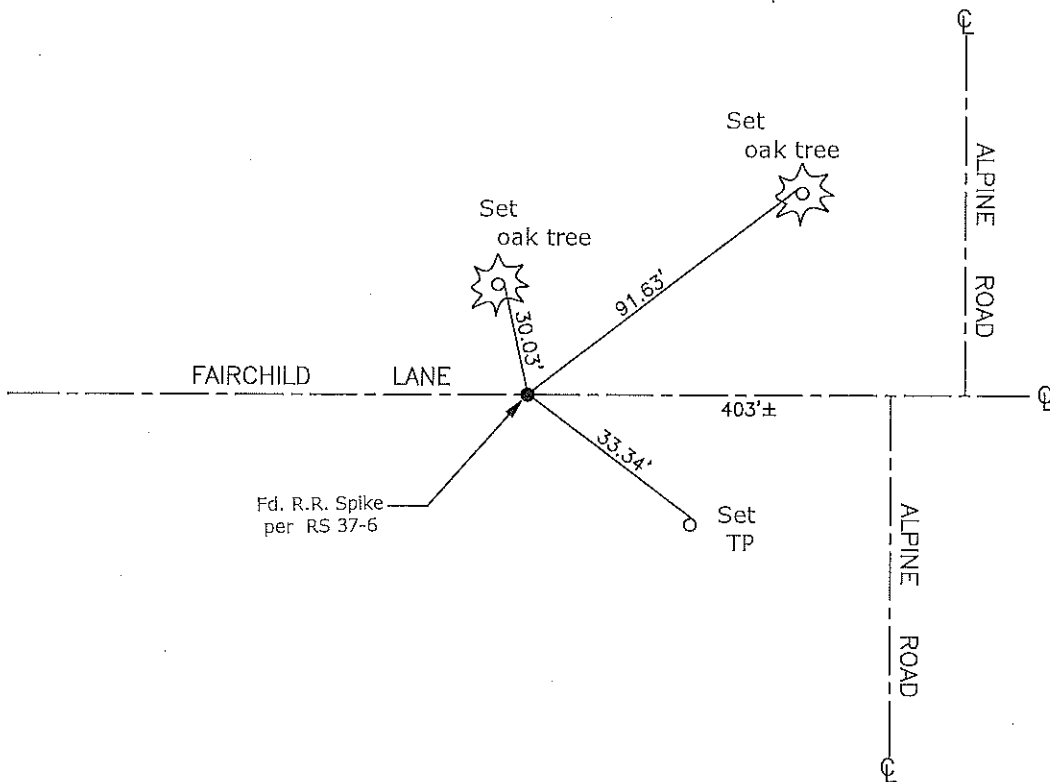 ℄
Set
oak tree
ALPINE ROAD
Set
oak tree
91.63'
30.03'
FAIRCHILD LANE
403'±
℄
33.34'
Fd. R.R. Spike
per RS 37-6
Set
TP
ALPINE ROAD
℄